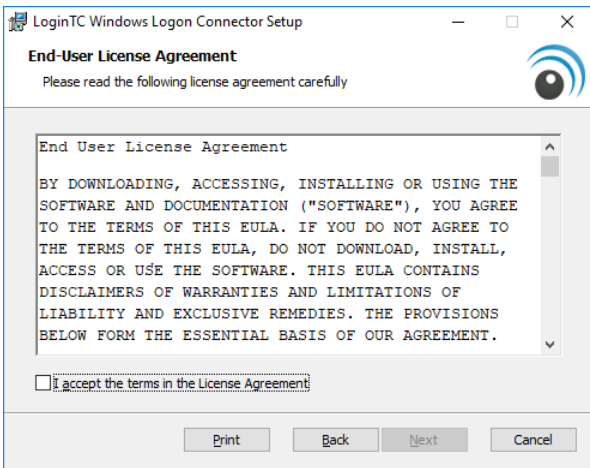 LoginTC Windows Logon Connector Setup
End-User License Agreement
Please read the following license agreement carefully
End User License Agreement
BY DOWNLOADING, ACCESSING, INSTALLING OR USING THE
SOFTWARE AND DOCUMENTATION ("SOFTWARE"), YOU AGREE
TO THE TERMS OF THIS EULA. IF YOU DO NOT AGREE TO
THE TERMS OF THIS EULA, DO NOT DOWNLOAD, INSTALL,
ACCESS OR USE THE SOFTWARE. THIS EULA CONTAINS
DISCLAIMERS OF WARRANTIES AND LIMITATIONS OF
LIABILITY AND EXCLUSIVE REMEDIES. THE PROVISIONS
BELOW FORM THE ESSENTIAL BASIS OF OUR AGREEMENT.
I accept the terms in the License Agreement
Print Back Next Cancel